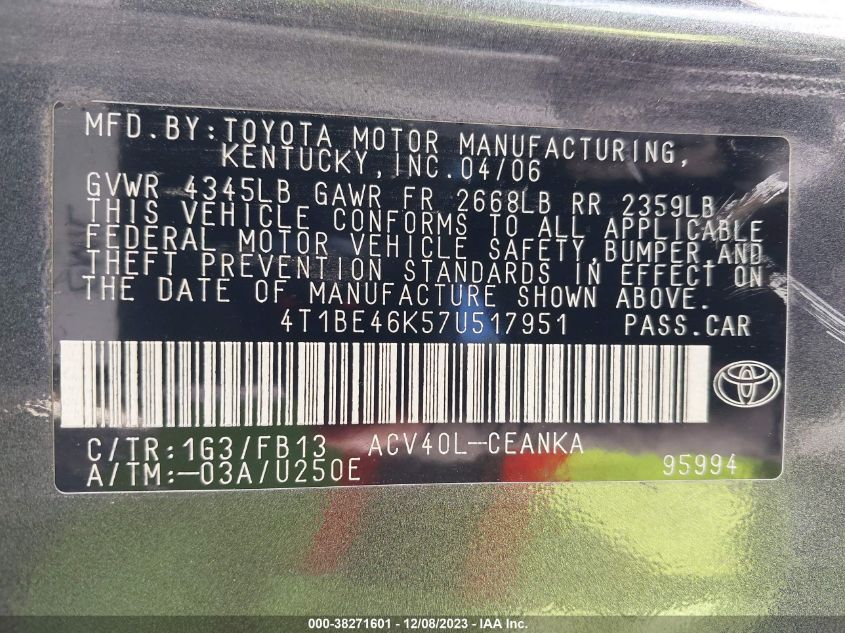 MFD.BY:TOYOTA MOTOR MANUFACTURING,
KENTUCKY,INC.04/06
GVWR 4345LB GAWR FR 2668LB RR 2359LB
THIS VEHICLE CONFORMS TO ALL APPLICABLE
FEDERAL MOTOR VEHICLE SAFETY,BUMPER,AND
THEFT PREVENTION STANDARDS IN EFFECT ON
THE DATE OF MANUFACTURE SHOWN ABOVE.
4T1BE46K57U517951 PASS.CAR
C/TR:1G3/FB13 ACV40L-CEANKA
A/TM:-03A/U250E 95994
000-38271601 - 12/08/2023 - IAA Inc.